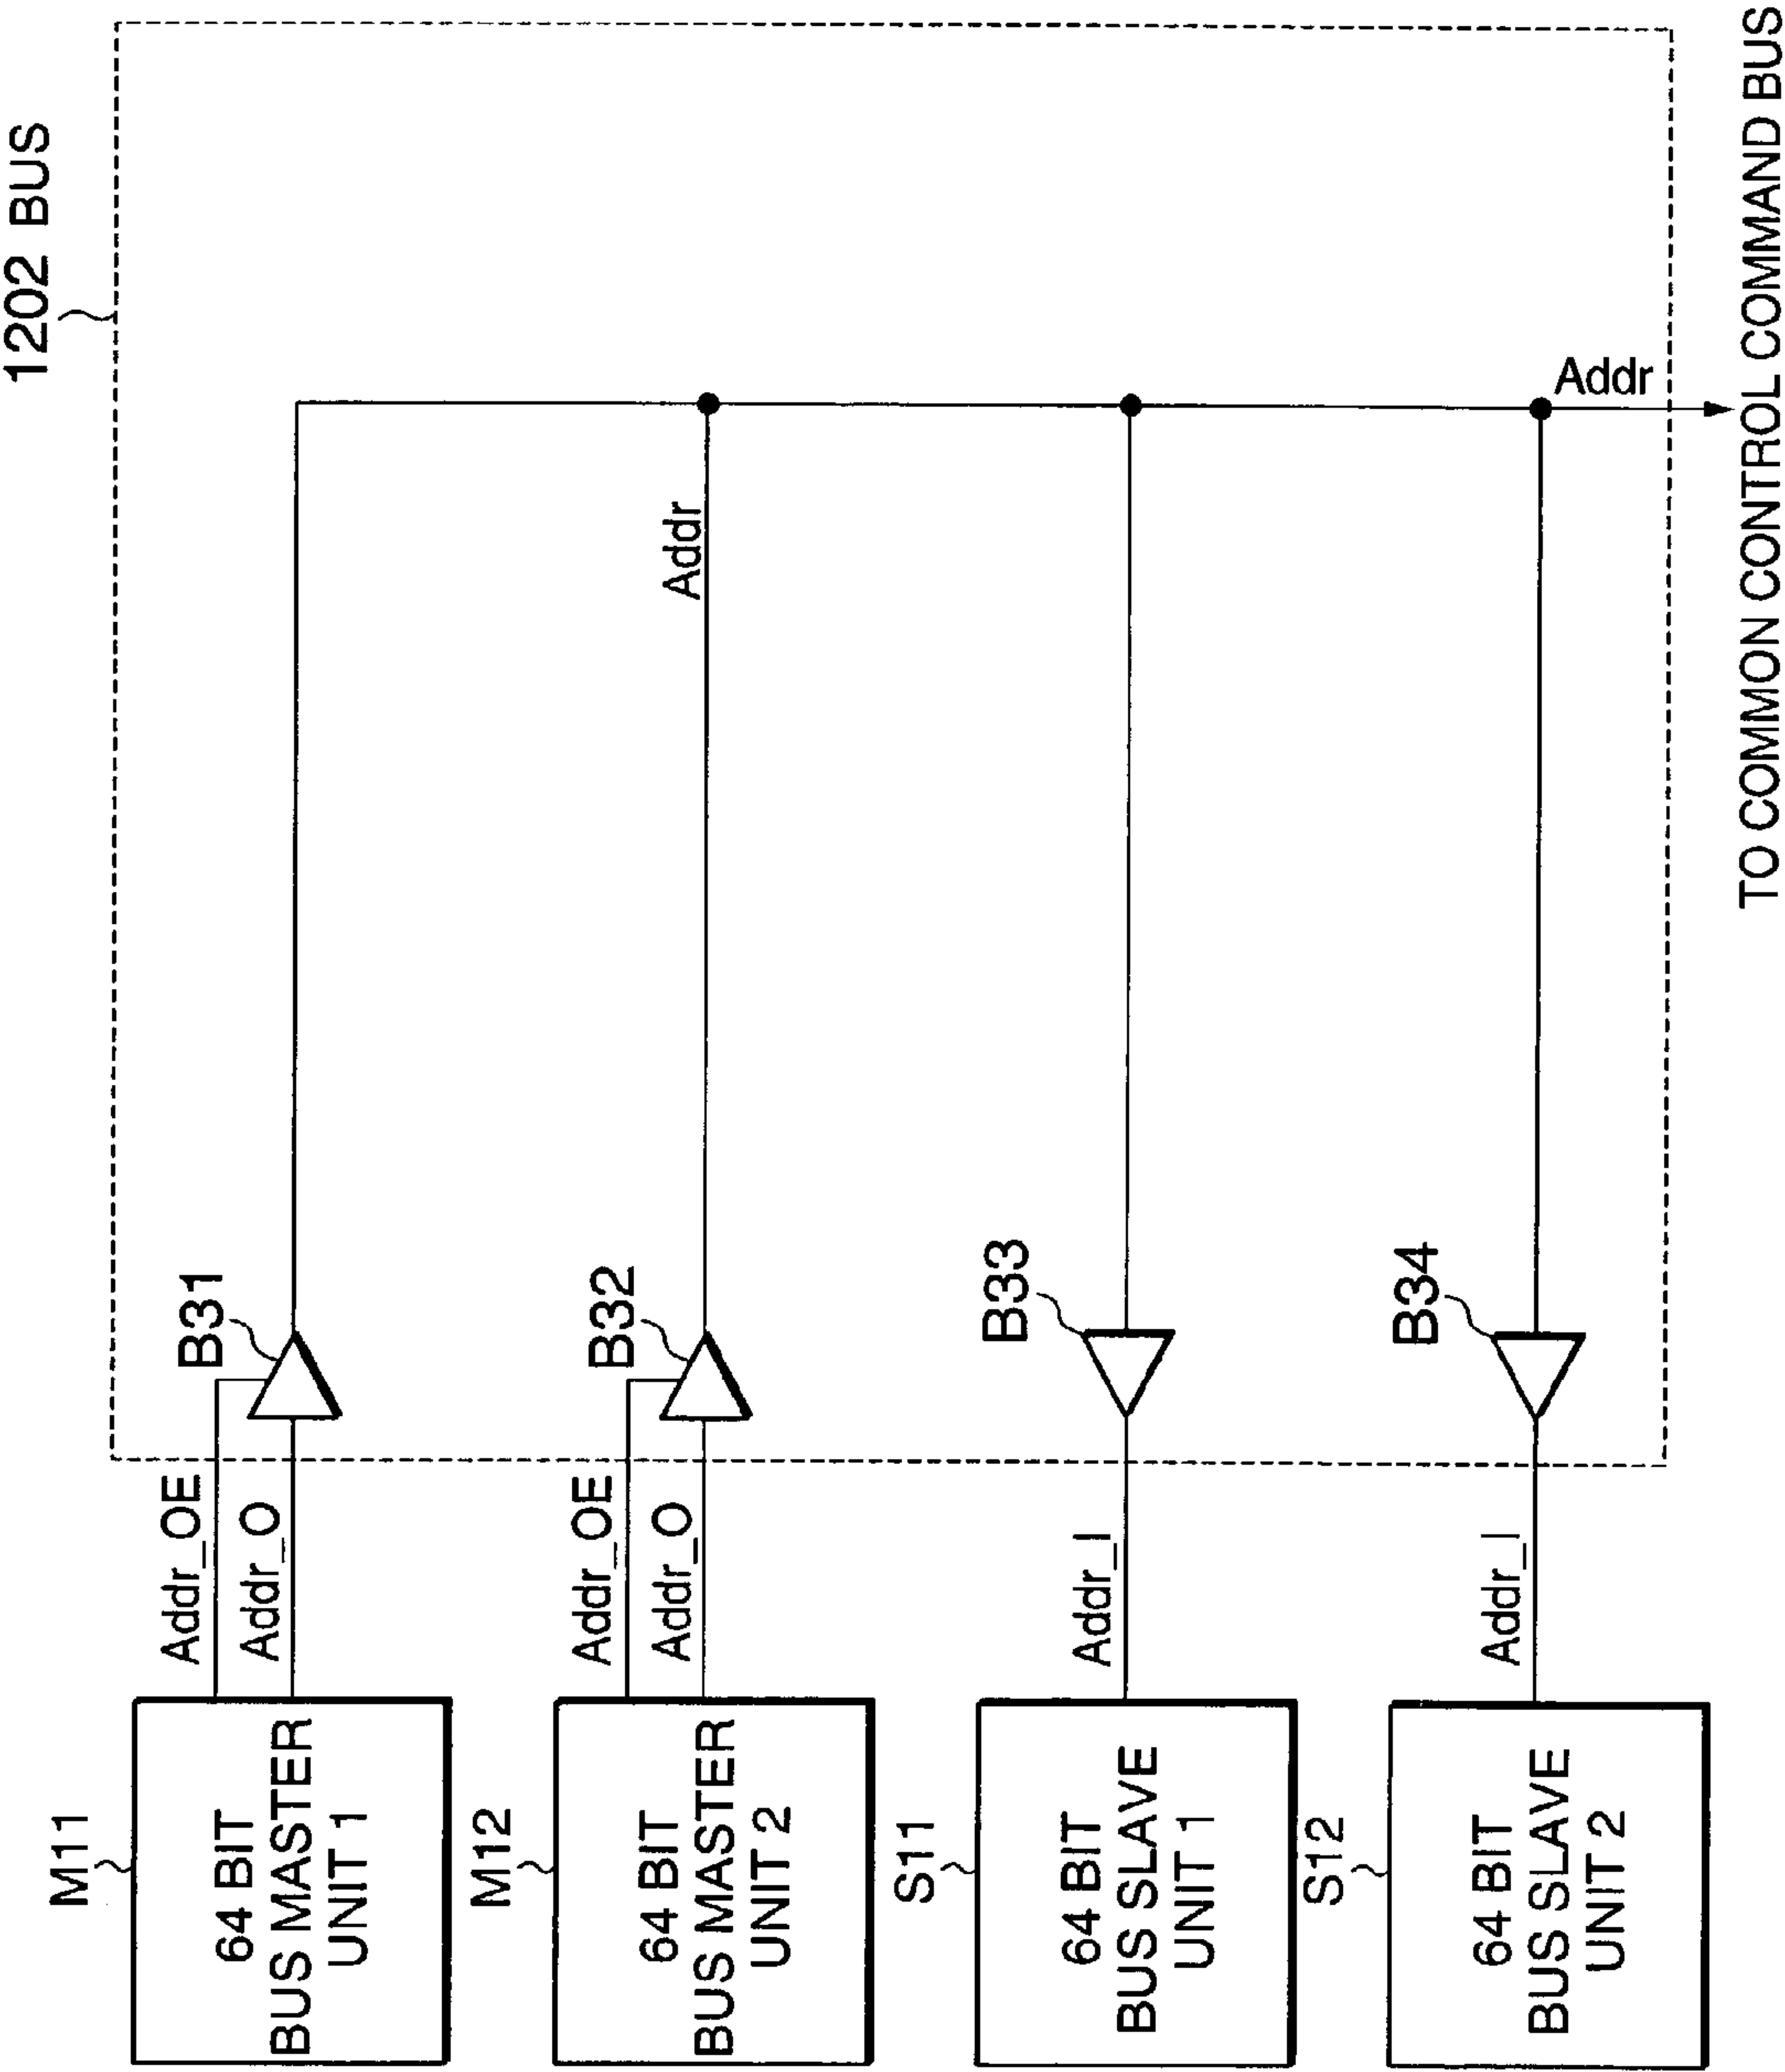 1202 BUS
M11
64 BIT
BUS MASTER
UNIT 1
Addr_OE
Addr_O
B31
M12
64 BIT
BUS MASTER
UNIT 2
Addr_OE
Addr_O
B32
Addr
S11
64 BIT
BUS SLAVE
UNIT 1
Addr_I
B33
S12
64 BIT
BUS SLAVE
UNIT 2
Addr_I
B34
Addr
TO COMMON CONTROL COMMAND BUS